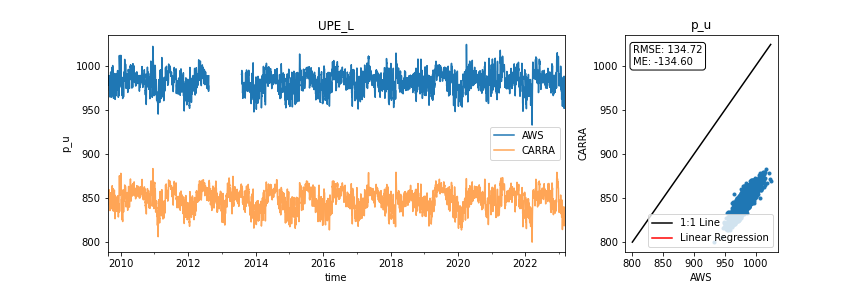 UPE_L
p_u
1000
950
900
850
800
AWS
CARRA
2010
2012
2014
2016
2018
2020
2022
time
p_u
RMSE: 134.72
ME: -134.60
CARRA
1000
950
900
850
800
1:1 Line
Linear Regression
800
850
900
950
1000
AWS